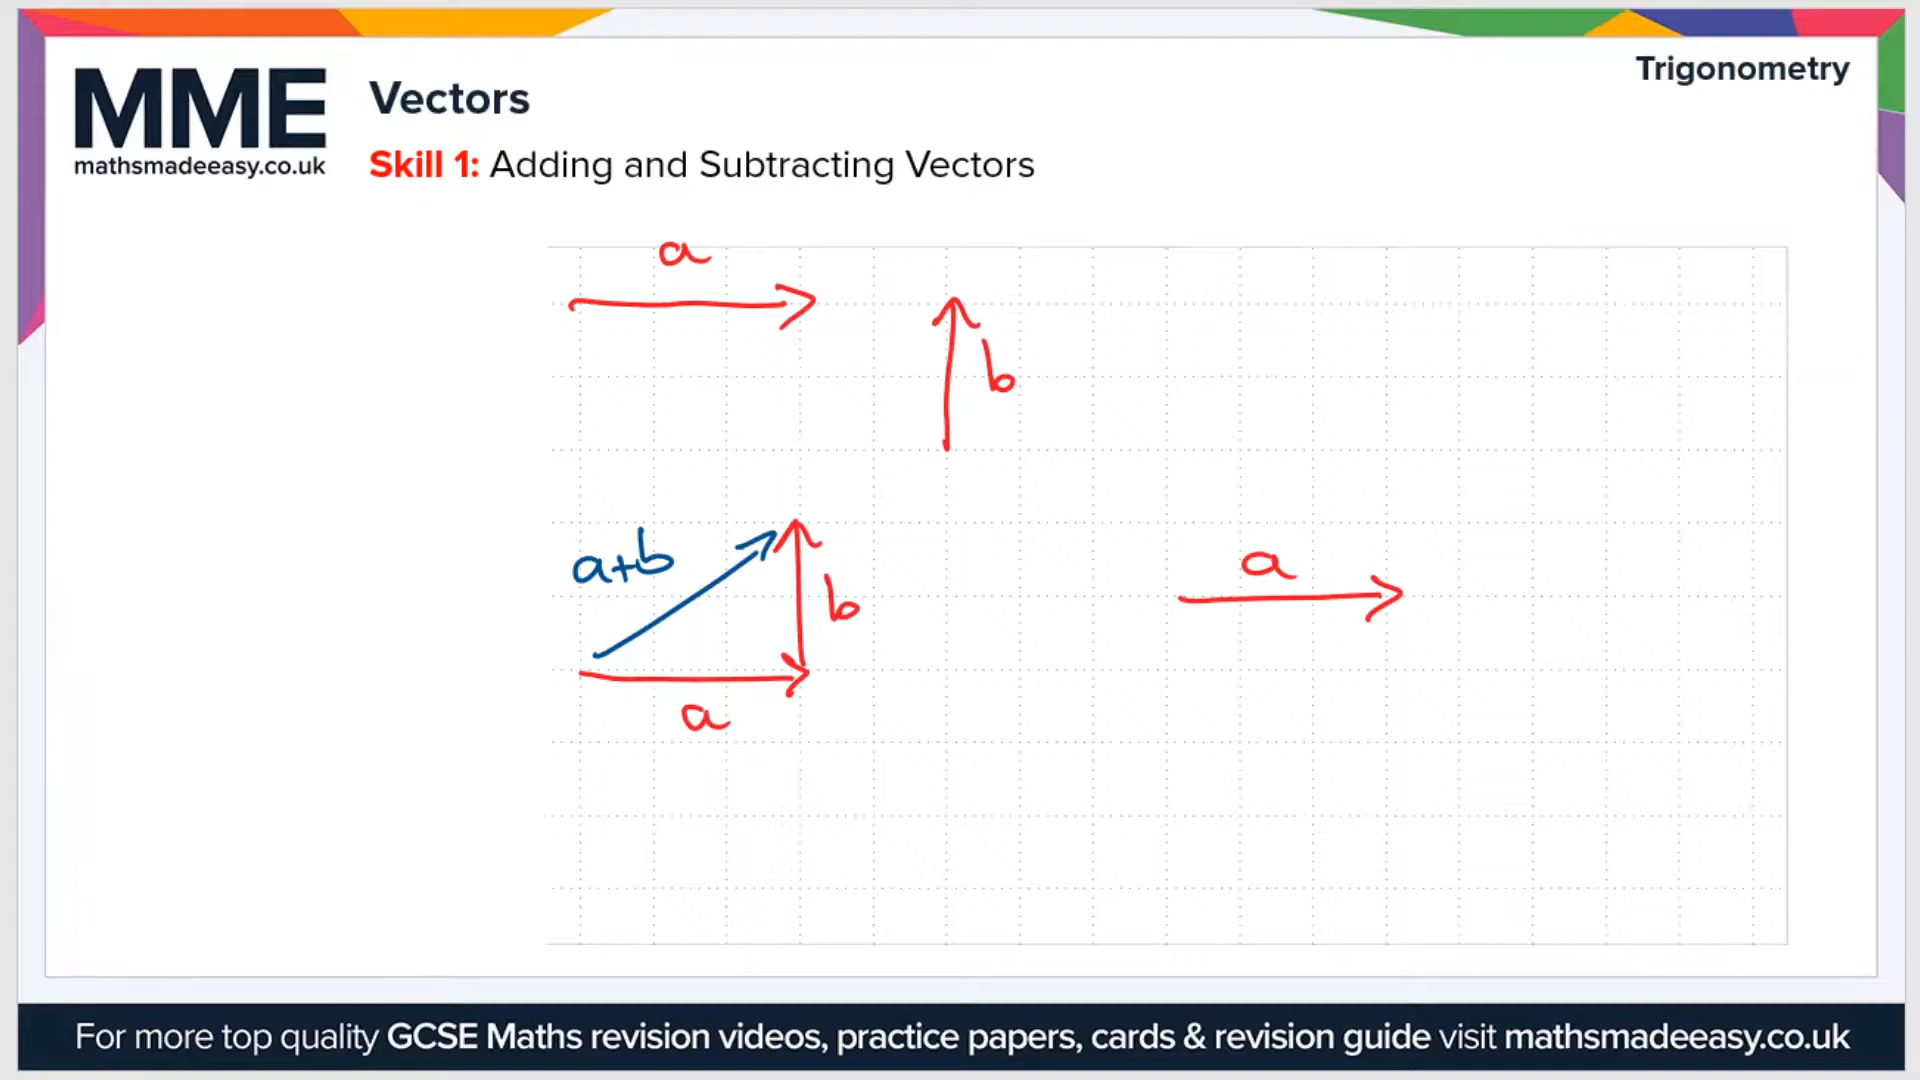 MME
mathsmadeeasy.co.uk
Vectors
Trigonometry
Skill 1: Adding and Subtracting Vectors
a
b
a+b
b
a
a
For more top quality GCSE Maths revision videos, practice papers, cards & revision guide visit mathsmadeeasy.co.uk